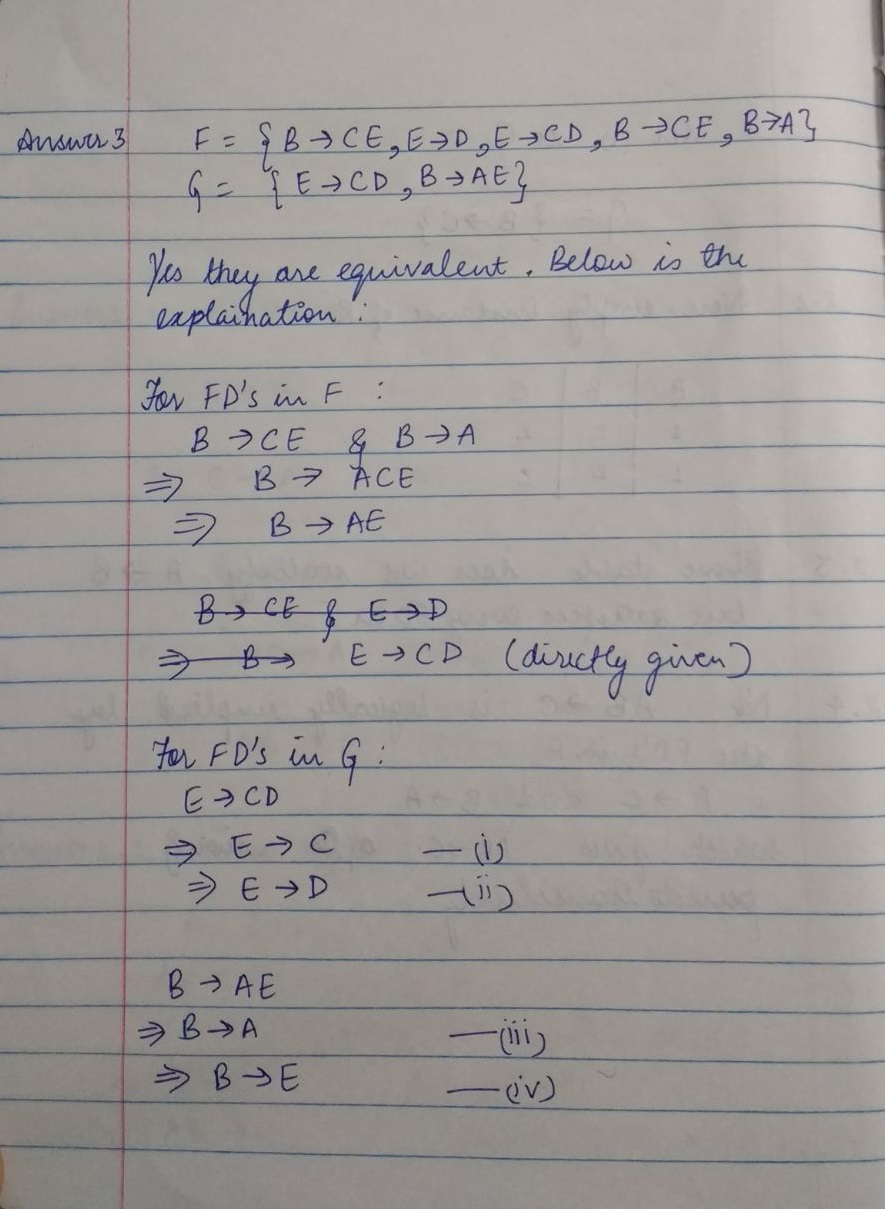 Answer 3 F = { B → CE, E → D, E → CD, B → CE, B → A}
G = { E → CD, B → AE}
Yes they are equivalent. Below is the
explaination :
For FD's in F :
B → CE & B → A
⇒ B → ACE
⇒ B → AE
B → CE & E → D
⇒ B → E → CD (directly given)
For FD's in G :
E → CD
⇒ E → C — (i)
⇒ E → D — (ii)
B → AE
⇒ B → A — (iii)
⇒ B → E — (iv)